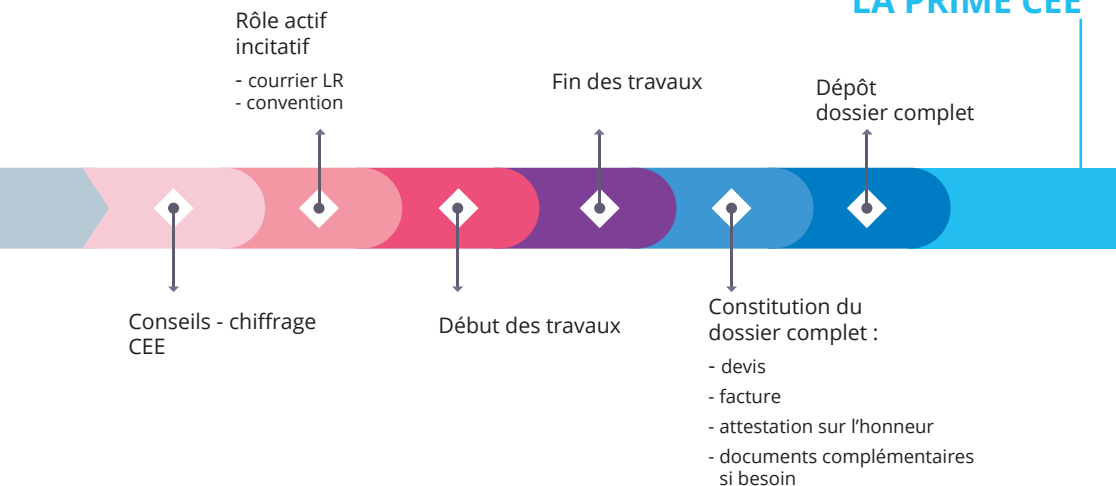 LA PRIME CEE
Rôle actif
incitatif
- courrier LR
- convention
Fin des travaux
Dépôt
dossier complet
Conseils - chiffrage
CEE
Début des travaux
Constitution du
dossier complet :
- devis
- facture
- attestation sur l'honneur
- documents complémentaires
si besoin